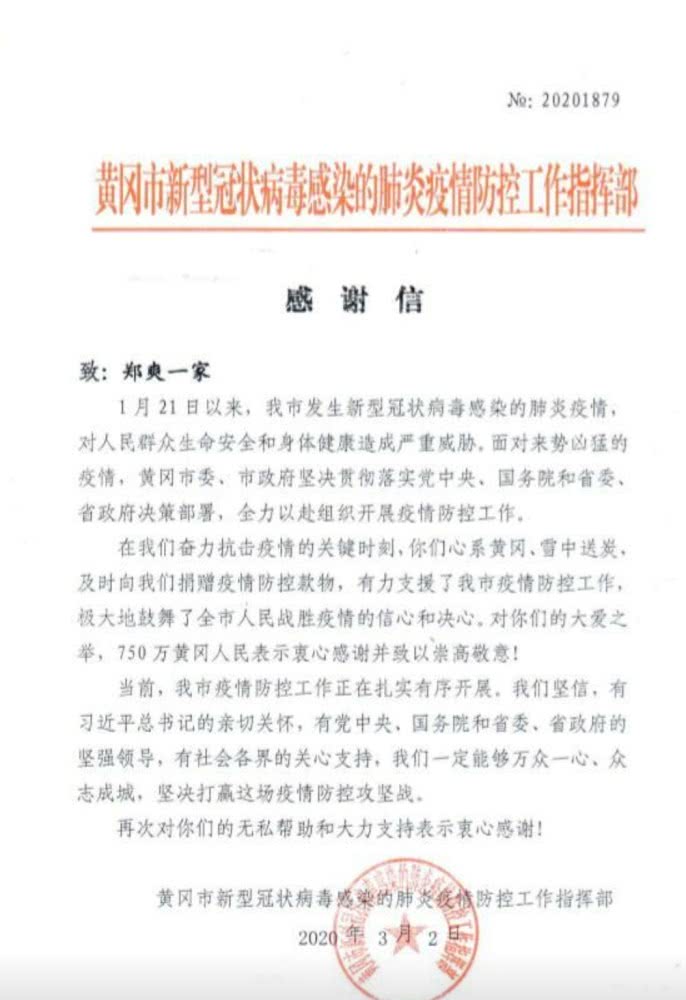 №: 20201879
黄冈市新型冠状病毒感染的肺炎疫情防控工作指挥部
感谢信
致：郑爽一家
1月21日以来，我市发生新型冠状病毒感染的肺炎疫情，
对人民群众生命安全和身体健康造成严重威胁。面对来势凶猛的
疫情，黄冈市委、市政府坚决贯彻落实党中央、国务院和省委、
省政府决策部署，全力以赴组织开展疫情防控工作。
在我们奋力抗击疫情的关键时刻，你们心系黄冈、雪中送炭，
及时向我们捐赠疫情防控款物，有力支援了我市疫情防控工作，
极大地鼓舞了全市人民战胜疫情的信心和决心。对你们的大爱之
举，750万黄冈人民表示衷心感谢并致以崇高敬意！
当前，我市疫情防控工作正在扎实有序开展。我们坚信，有
习近平总书记的亲切关怀，有党中央、国务院和省委、省政府的
坚强领导，有社会各界的关心支持，我们一定能够万众一心、众
志成城，坚决打赢这场疫情防控攻坚战。
再次对你们的无私帮助和大力支持表示衷心感谢！
黄冈市新型冠状病毒感染的肺炎疫情防控工作指挥部
2020年3月2日